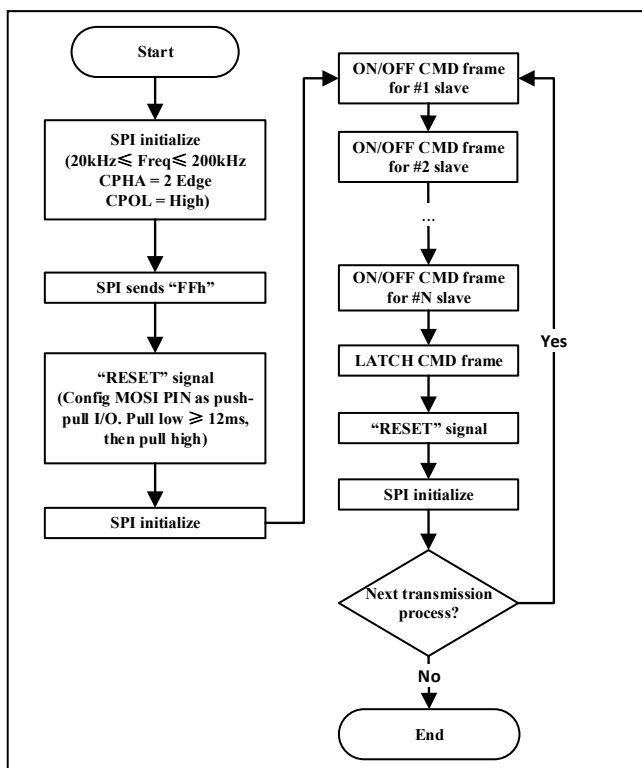 Start
SPI initialize
(20kHz≤ Freq≤ 200kHz
CPHA = 2 Edge
CPOL = High)
SPI sends “FFh”
“RESET” signal
(Config MOSI PIN as push-
pull I/O. Pull low ≥ 12ms,
then pull high)
SPI initialize
ON/OFF CMD frame
for #1 slave
ON/OFF CMD frame
for #2 slave
...
ON/OFF CMD frame
for #N slave
LATCH CMD frame
“RESET” signal
SPI initialize
Next transmission
process?
Yes
No
End